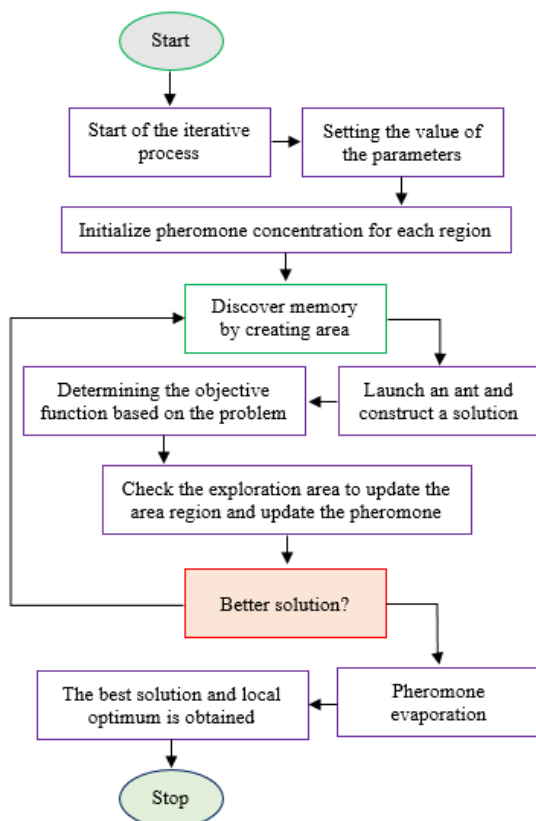 Start
Start of the iterative
process
Setting the value of
the parameters
Initialize pheromone concentration for each region
Discover memory
by creating area
Launch an ant and
construct a solution
Determining the objective
function based on the problem
Check the exploration area to update the
area region and update the pheromone
Better solution?
Pheromone
evaporation
The best solution and local
optimum is obtained
Stop